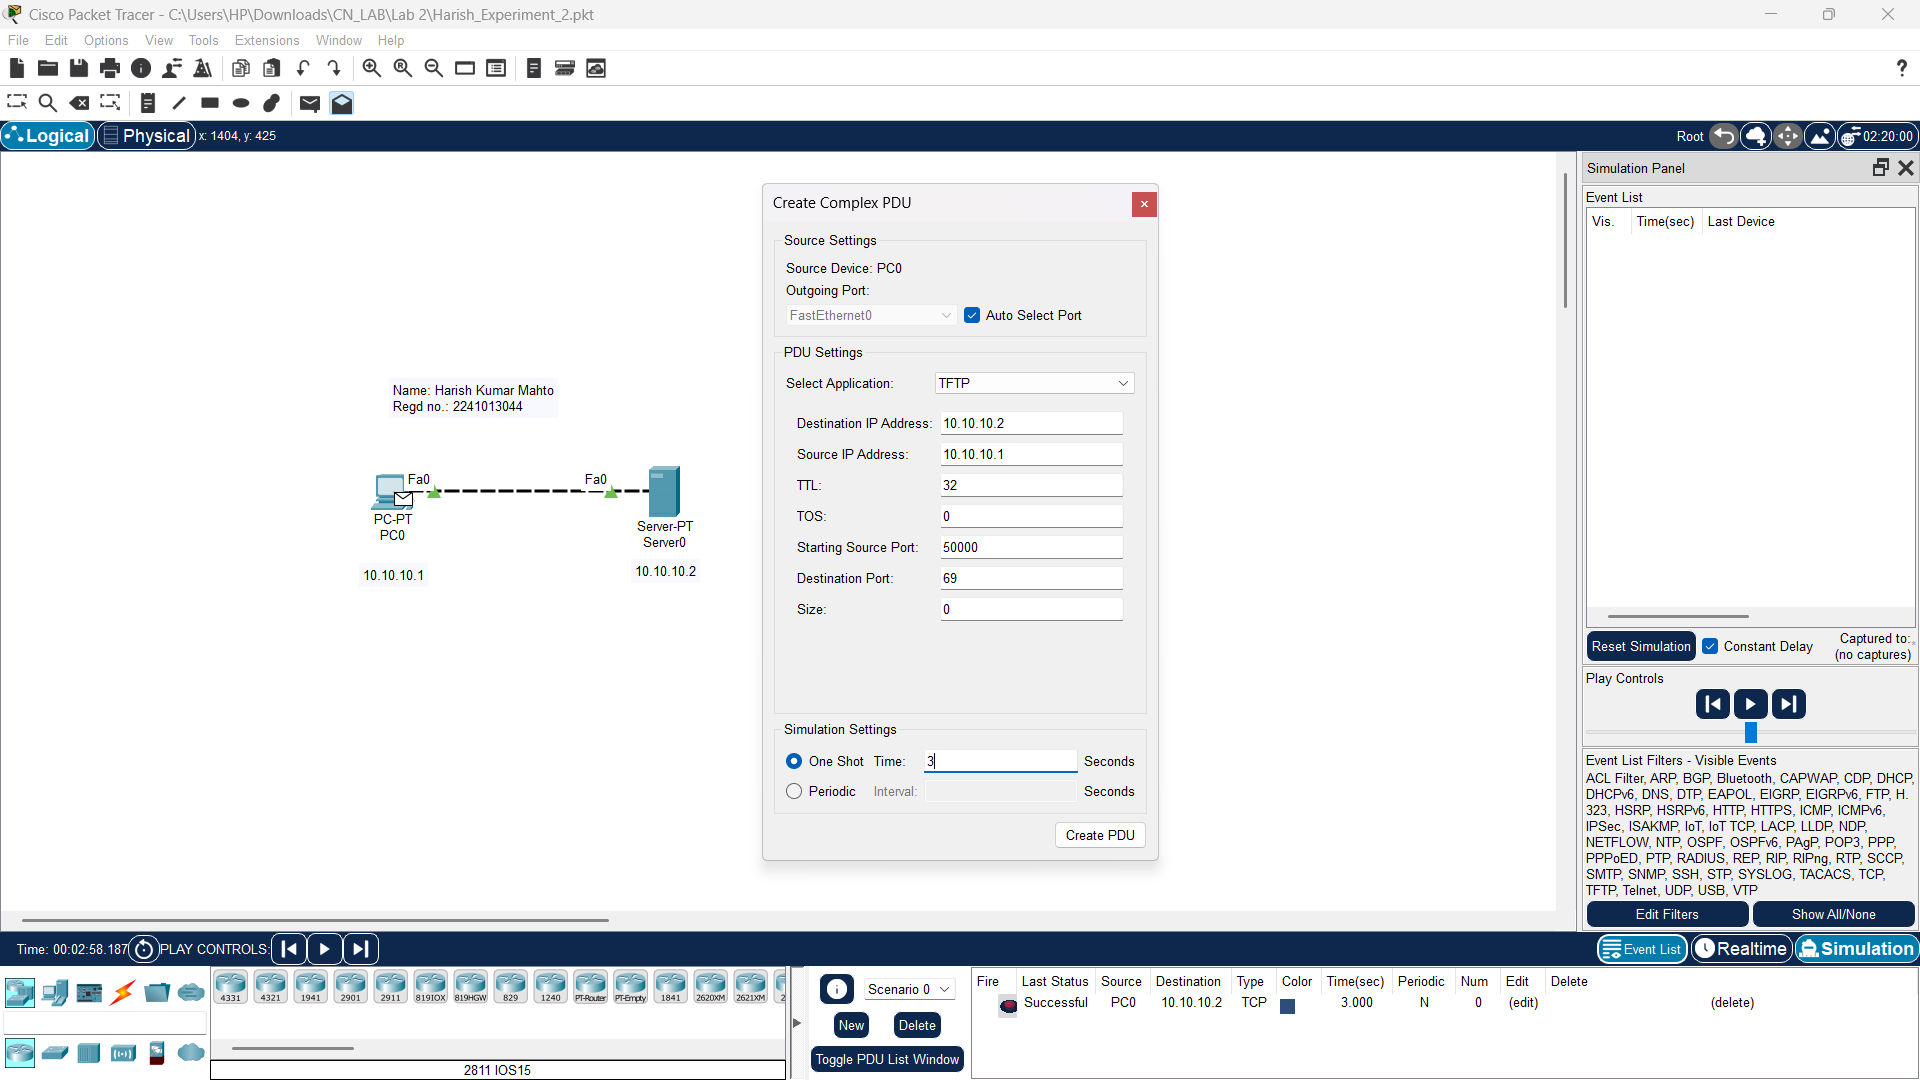 Cisco Packet Tracer - C:\Users\HP\Downloads\CN_LAB\Lab 2\Harish_Experiment_2.pkt
File Edit Options View Tools Extensions Window Help
?
Logical Physical x: 1404, y: 425 Root 02:20:00
Simulation Panel
Event List
Vis. Time(sec) Last Device
Create Complex PDU
Source Settings
Source Device: PC0
Outgoing Port:
FastEthernet0 Auto Select Port
PDU Settings
Select Application: TFTP
Destination IP Address: 10.10.10.2
Source IP Address: 10.10.10.1
TTL: 32
TOS: 0
Starting Source Port: 50000
Destination Port: 69
Size: 0
Simulation Settings
One Shot Time: 3 Seconds
Periodic Interval: Seconds
Create PDU
Name: Harish Kumar Mahto
Regd no.: 2241013044
Fa0 Fa0
PC-PT
PC0
10.10.10.1
Server-PT
Server0
10.10.10.2
Reset Simulation Constant Delay Captured to:
(no captures)
Play Controls
Event List Filters - Visible Events
ACL Filter, ARP, BGP, Bluetooth, CAPWAP, CDP, DHCP,
DHCPv6, DNS, DTP, EAPOL, EIGRP, EIGRPv6, FTP, H.
323, HSRP, HSRPv6, HTTP, HTTPS, ICMP, ICMPv6,
IPSec, ISAKMP, IoT, IoT TCP, LACP, LLDP, NDP,
NETFLOW, NTP, OSPF, OSPFv6, PAgP, POP3, PPP,
PPPoED, PTP, RADIUS, REP, RIP, RIPng, RTP, SCCP,
SMTP, SNMP, SSH, STP, SYSLOG, TACACS, TCP,
TFTP, Telnet, UDP, USB, VTP
Edit Filters Show All/None
Time: 00:02:58.187 PLAY CONTROLS: Event List Realtime Simulation
4331 4321 1941 2901 2911 819IOX 819HGW 829 1240 PT-Router PT-Empty 1841 2620XM 2621XM 2
2811 IOS15
Scenario 0
New Delete
Toggle PDU List Window
Fire Last Status Source Destination Type Color Time(sec) Periodic Num Edit Delete
Successful PC0 10.10.10.2 TCP 3.000 N 0 (edit) (delete)